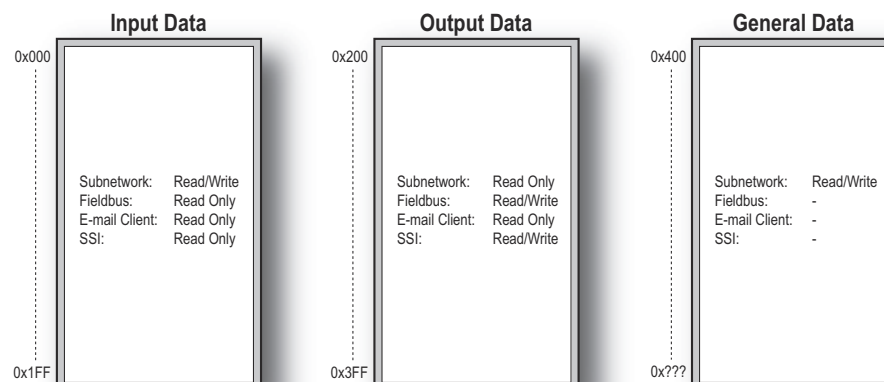 Input Data
0x000
Subnetwork: Read/Write
Fieldbus: Read Only
E-mail Client: Read Only
SSI: Read Only
0x1FF
Output Data
0x200
Subnetwork: Read Only
Fieldbus: Read/Write
E-mail Client: Read Only
SSI: Read/Write
0x3FF
General Data
0x400
Subnetwork: Read/Write
Fieldbus: -
E-mail Client: -
SSI: -
0x???